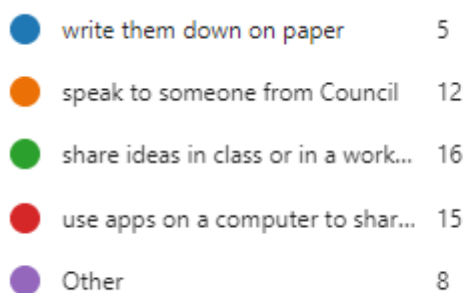 write them down on paper 5
speak to someone from Council 12
share ideas in class or in a work... 16
use apps on a computer to shar... 15
Other 8